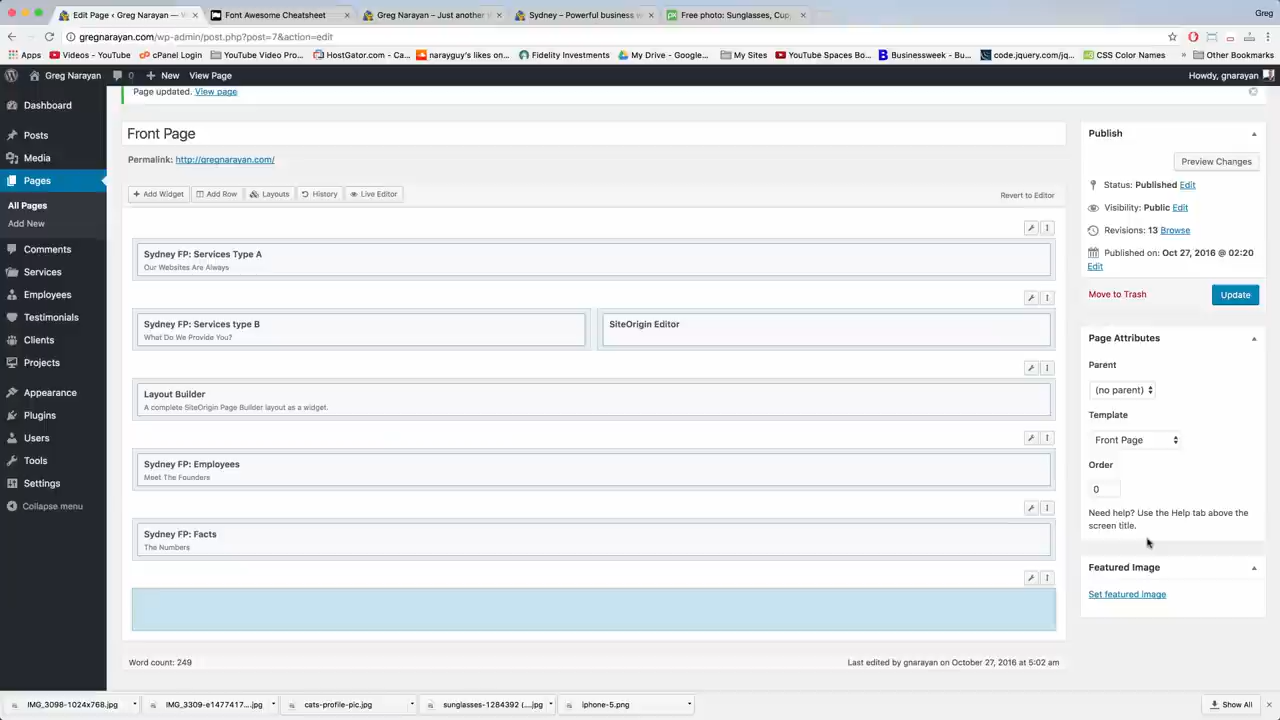 Edit Page ‹ Greg Narayan — W
Font Awesome Cheatsheet
Greg Narayan – Just another w
Sydney – Powerful business w
Free photo: Sunglasses, Cup,
Greg
gregnarayan.com/wp-admin/post.php?post=7&action=edit
Apps
Videos - YouTube
YouTube Video Pro...
HostGator.com - Ca...
narayguy's likes on...
Fidelity Investments
My Drive - Google...
My Sites
YouTube Spaces Bo...
Businessweek - Bu...
code.jquery.com/jq...
CSS Color Names
»
Other Bookmarks
Greg Narayan
0
New
View Page
Howdy, gnarayan
Dashboard
Posts
Media
Pages
All Pages
Add New
Comments
Services
Employees
Testimonials
Clients
Projects
Appearance
Plugins
Users
Tools
Settings
Collapse menu
Page updated. View page
Front Page
Permalink: http://gregnarayan.com/
Add Widget
Add Row
Layouts
History
Live Editor
Revert to Editor
Sydney FP: Services Type A
Our Websites Are Always
Sydney FP: Services type B
What Do We Provide You?
SiteOrigin Editor
Layout Builder
A complete SiteOrigin Page Builder layout as a widget.
Sydney FP: Employees
Meet The Founders
Sydney FP: Facts
The Numbers
Word count: 249
Last edited by gnarayan on October 27, 2016 at 5:02 am
Publish
Preview Changes
Status: Published Edit
Visibility: Public Edit
Revisions: 13 Browse
Published on: Oct 27, 2016 @ 02:20
Edit
Move to Trash
Update
Page Attributes
Parent
(no parent)
Template
Front Page
Order
0
Need help? Use the Help tab above the
screen title.
Featured Image
Set featured image
IMG_3098-1024x768.jpg
IMG_3309-e1477417....jpg
cats-profile-pic.jpg
sunglasses-1284392 (....jpg
iphone-5.png
Show All